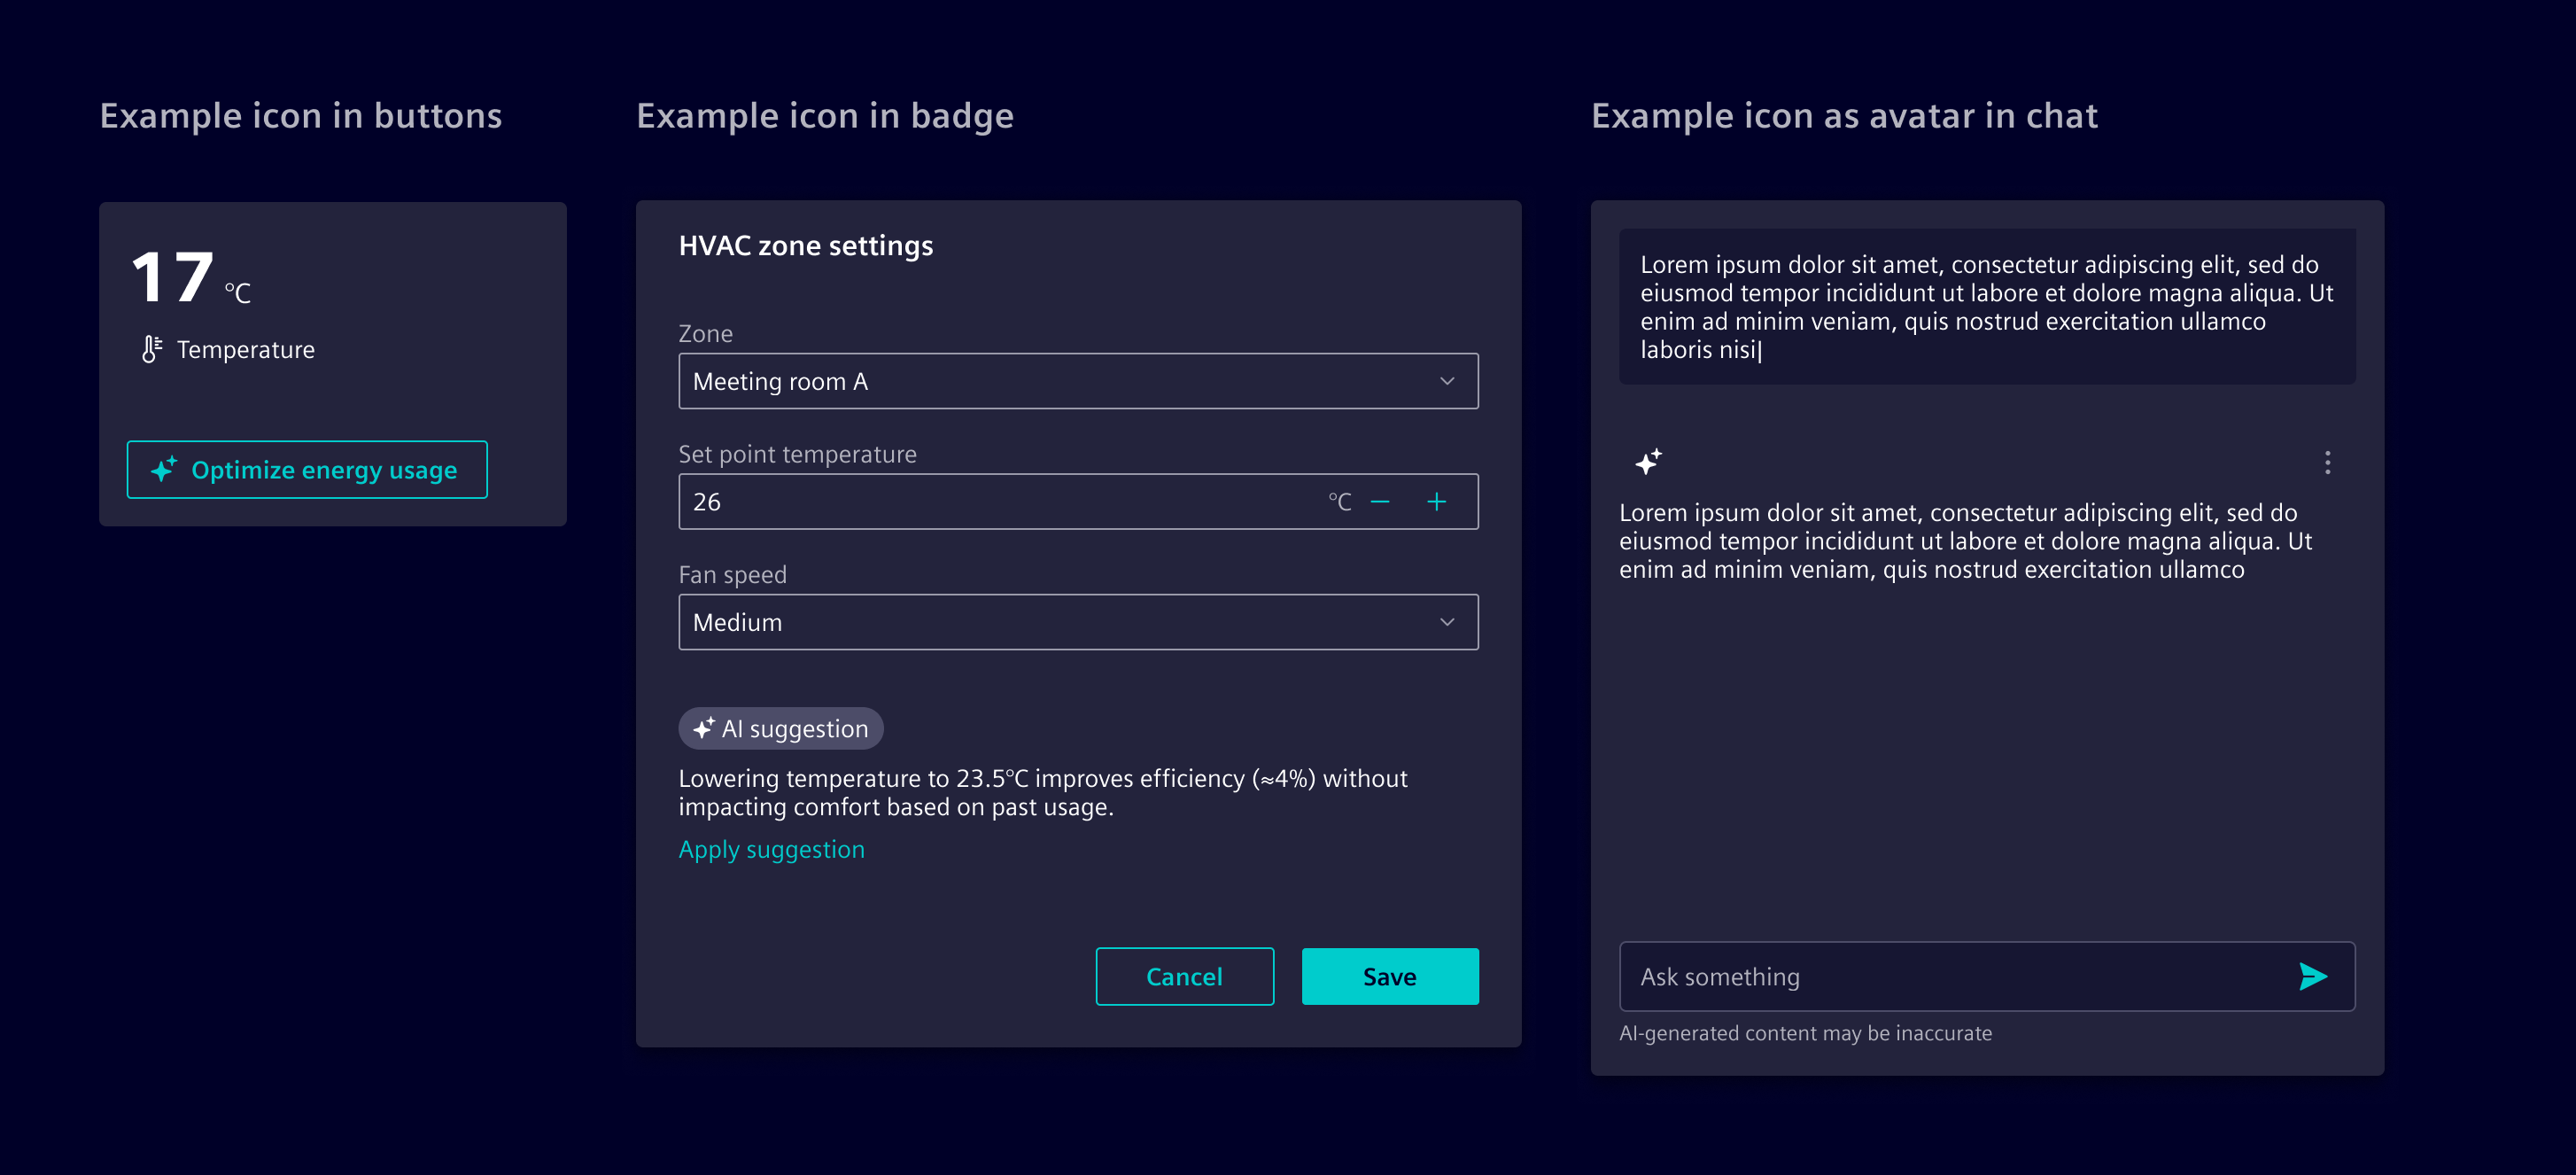 Example icon in buttons
17 °C
Temperature
Optimize energy usage
Example icon in badge
HVAC zone settings
Zone
Meeting room A
Set point temperature
26 °C
Fan speed
Medium
AI suggestion
Lowering temperature to 23.5°C improves efficiency (≈4%) without
impacting comfort based on past usage.
Apply suggestion
Cancel Save
Example icon as avatar in chat
Lorem ipsum dolor sit amet, consectetur adipiscing elit, sed do
eiusmod tempor incididunt ut labore et dolore magna aliqua. Ut
enim ad minim veniam, quis nostrud exercitation ullamco
laboris nisi
Lorem ipsum dolor sit amet, consectetur adipiscing elit, sed do
eiusmod tempor incididunt ut labore et dolore magna aliqua. Ut
enim ad minim veniam, quis nostrud exercitation ullamco
Ask something
AI-generated content may be inaccurate